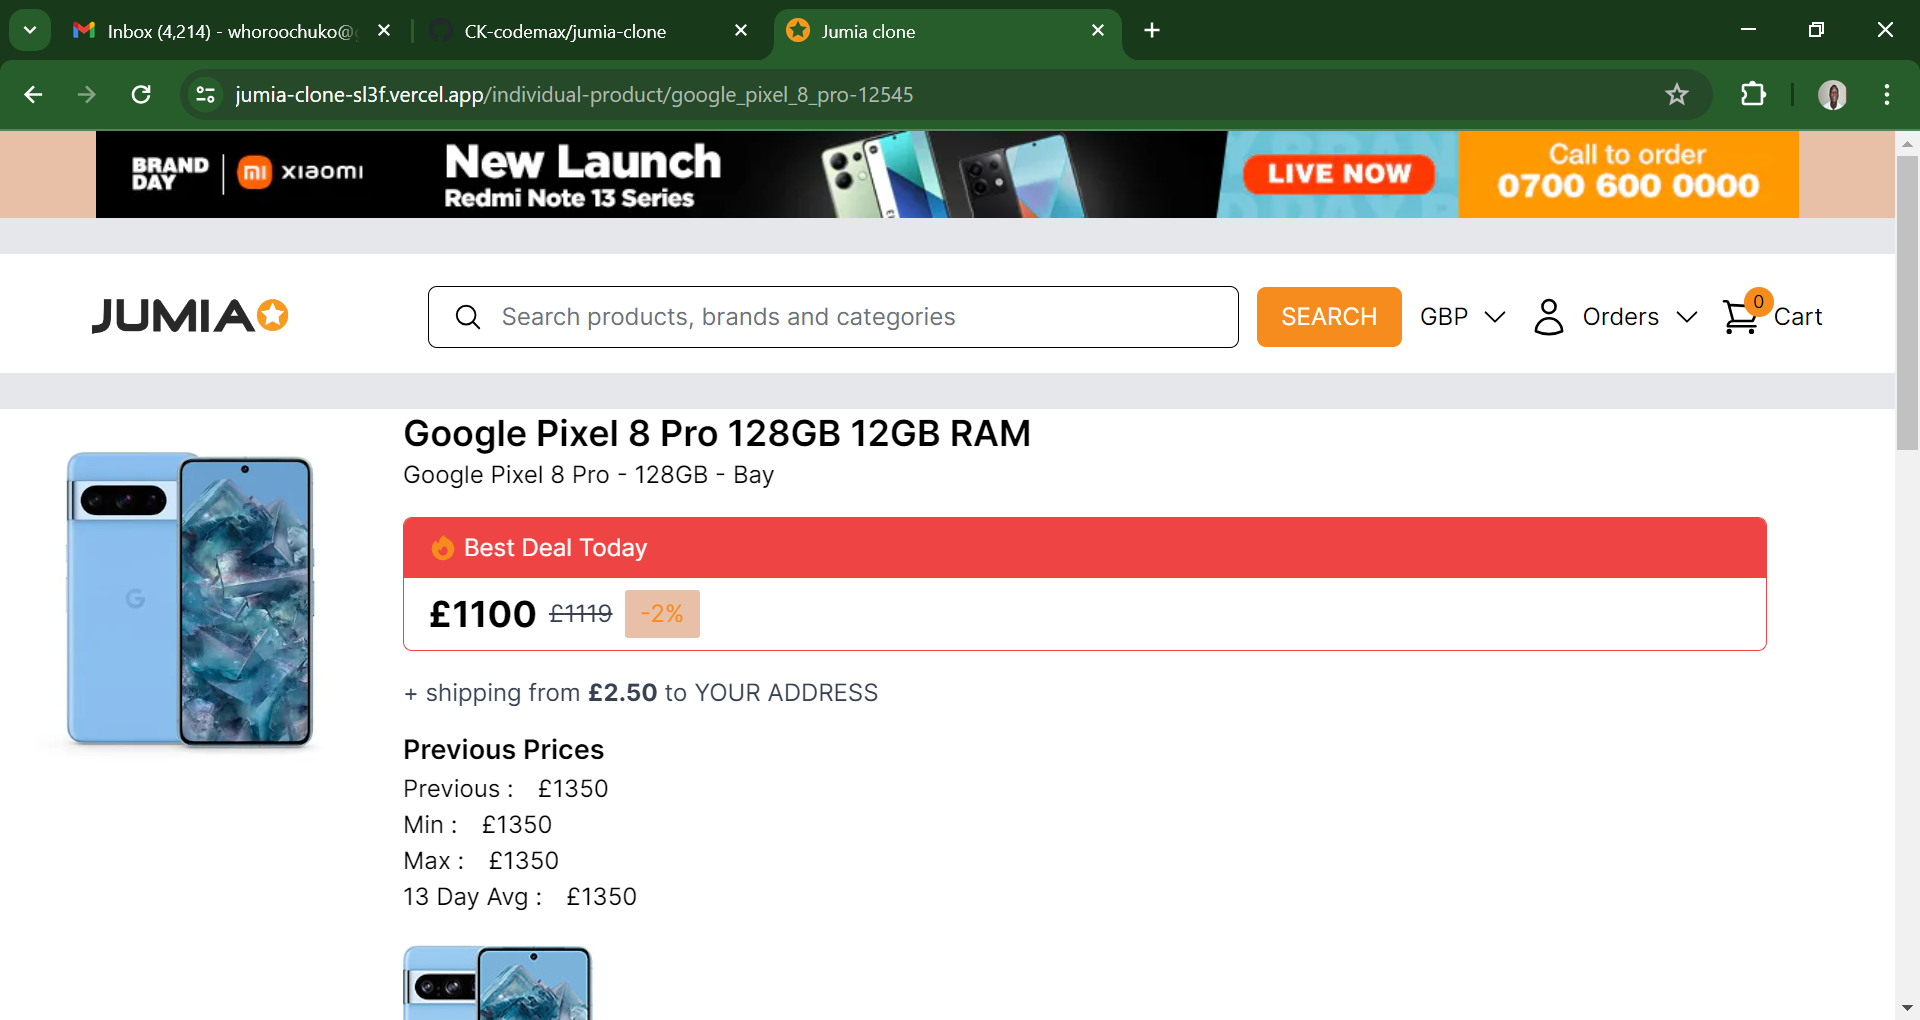 Inbox (4,214) - whoroochuko@
CK-codemax/jumia-clone
Jumia clone
jumia-clone-sl3f.vercel.app/individual-product/google_pixel_8_pro-12545
BRAND DAY
mi xiaomi
New Launch
Redmi Note 13 Series
LIVE NOW
Call to order
0700 600 0000
JUMIA
Search products, brands and categories
SEARCH
GBP
Orders
0
Cart
Google Pixel 8 Pro 128GB 12GB RAM
Google Pixel 8 Pro - 128GB - Bay
Best Deal Today
£1100 £1119 -2%
+ shipping from £2.50 to YOUR ADDRESS
Previous Prices
Previous : £1350
Min : £1350
Max : £1350
13 Day Avg : £1350
G